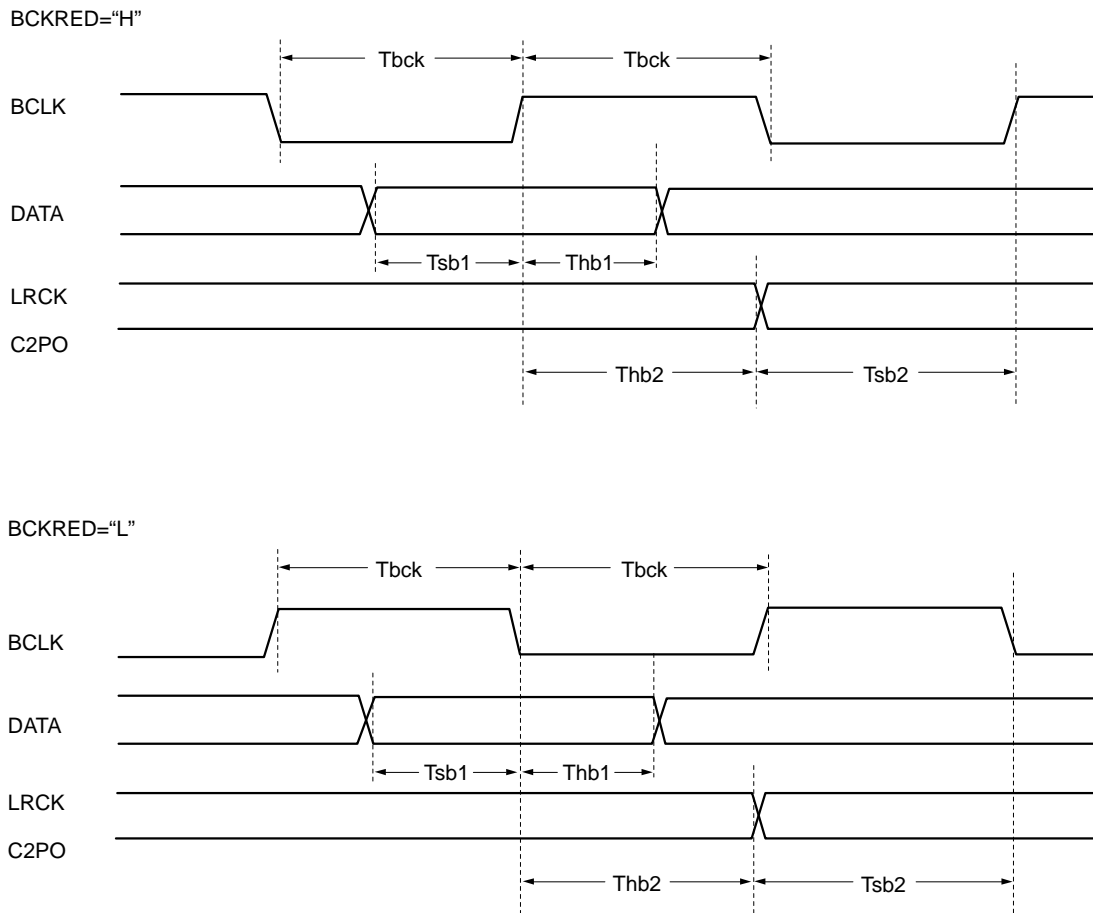 BCKRED=“H”
Tbck Tbck
BCLK
DATA
Tsb1 Thb1
LRCK
C2PO
Thb2 Tsb2
BCKRED=“L”
Tbck Tbck
BCLK
DATA
Tsb1 Thb1
LRCK
C2PO
Thb2 Tsb2